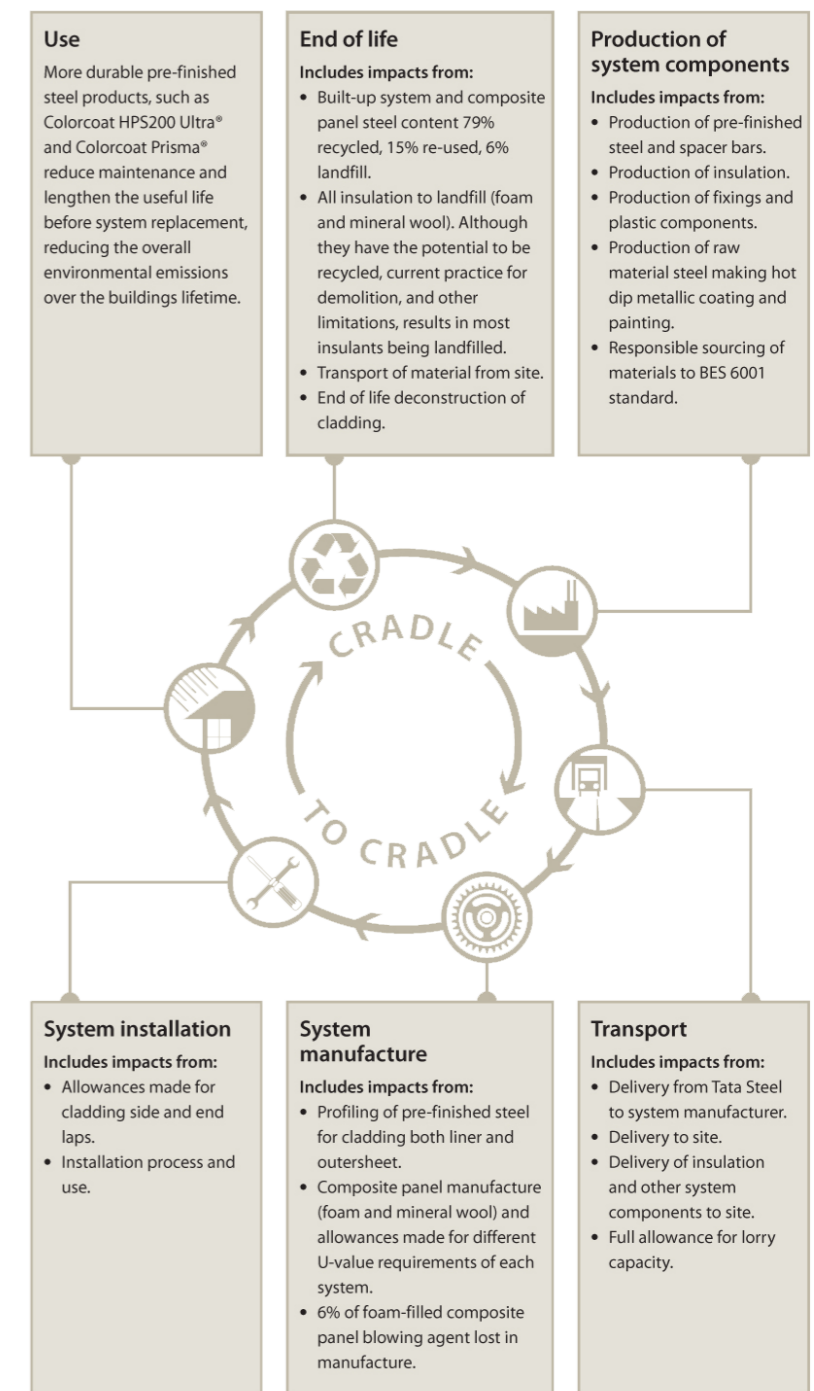 Use
More durable pre-finished
steel products, such as
Colorcoat HPS200 Ultra®
and Colorcoat Prisma®
reduce maintenance and
lengthen the useful life
before system replacement,
reducing the overall
environmental emissions
over the buildings lifetime.
End of life
Includes impacts from:
• Built-up system and composite
panel steel content 79%
recycled, 15% re-used, 6%
landfill.
• All insulation to landfill (foam
and mineral wool). Although
they have the potential to be
recycled, current practice for
demolition, and other
limitations, results in most
insulants being landfilled.
• Transport of material from site.
• End of life deconstruction of
cladding.
Production of
system components
Includes impacts from:
• Production of pre-finished
steel and spacer bars.
• Production of insulation.
• Production of fixings and
plastic components.
• Production of raw
material steel making hot
dip metallic coating and
painting.
• Responsible sourcing of
materials to BES 6001
standard.
CRADLE
TO CRADLE
System installation
Includes impacts from:
• Allowances made for
cladding side and end
laps.
• Installation process and
use.
System
manufacture
Includes impacts from:
• Profiling of pre-finished steel
for cladding both liner and
outersheet.
• Composite panel manufacture
(foam and mineral wool) and
allowances made for different
U-value requirements of each
system.
• 6% of foam-filled composite
panel blowing agent lost in
manufacture.
Transport
Includes impacts from:
• Delivery from Tata Steel
to system manufacturer.
• Delivery to site.
• Delivery of insulation
and other system
components to site.
• Full allowance for lorry
capacity.